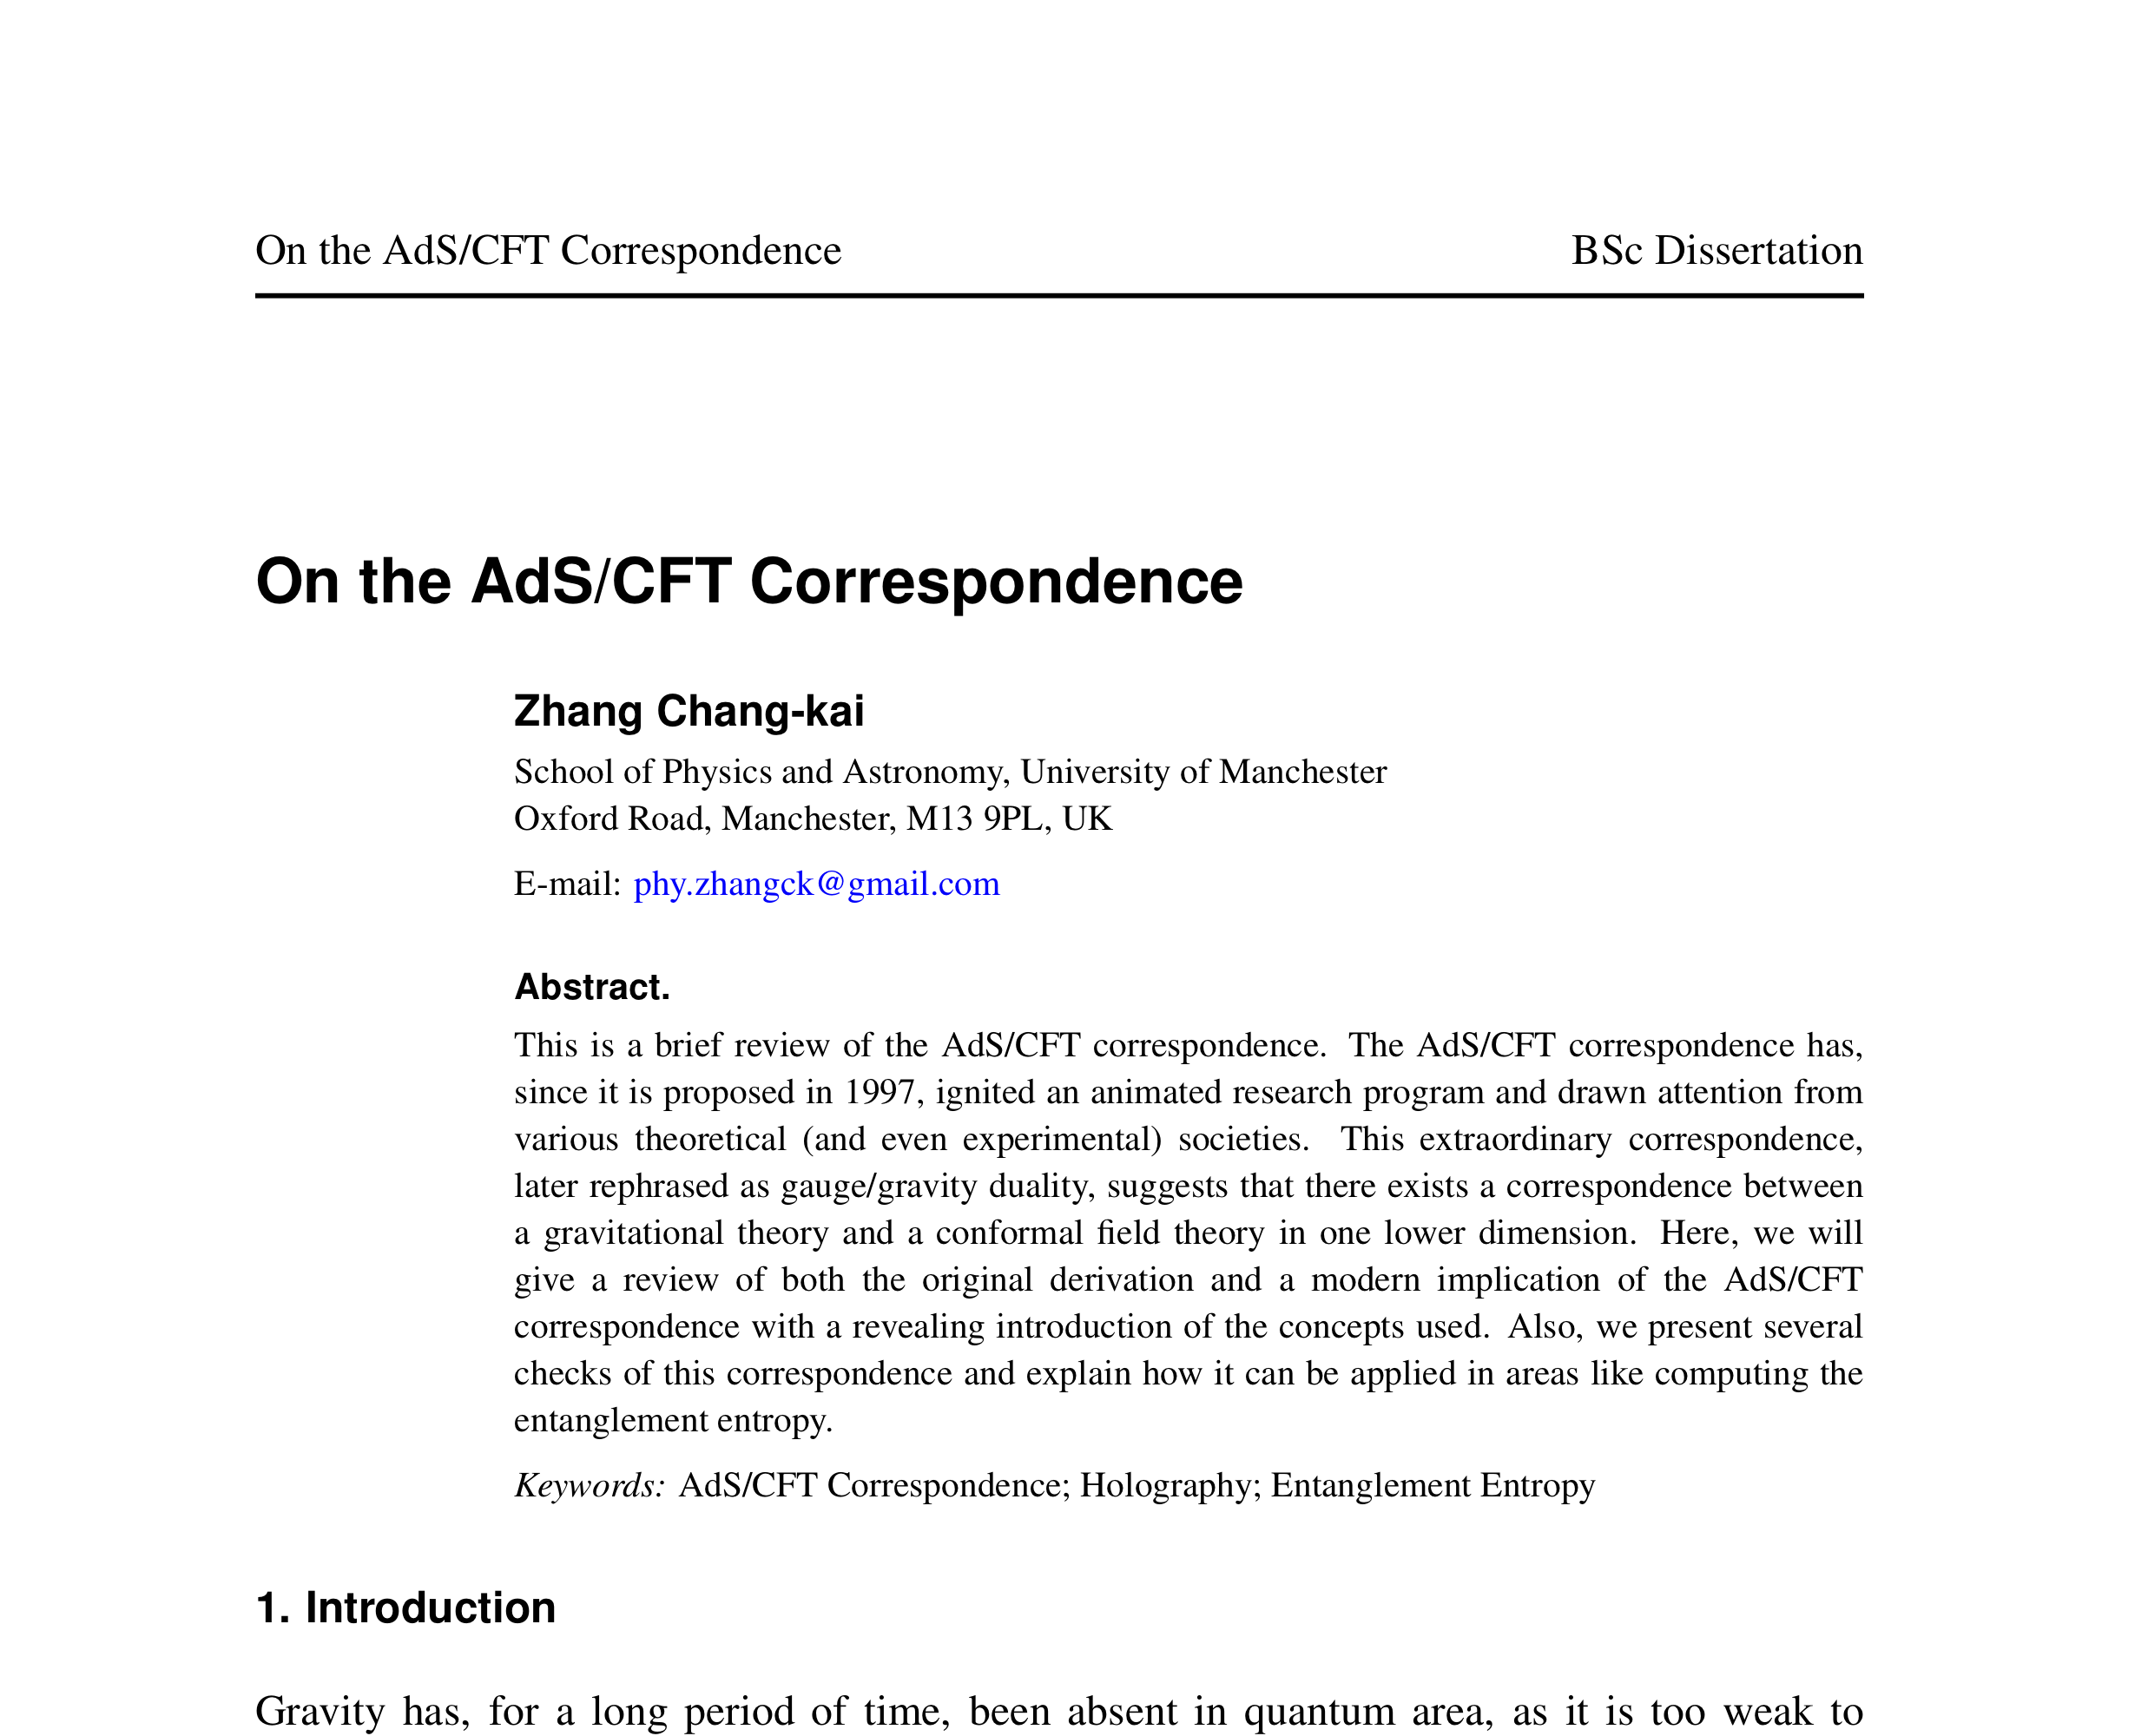 On the AdS/CFT Correspondence BSc Dissertation
On the AdS/CFT Correspondence
Zhang Chang-kai
School of Physics and Astronomy, University of Manchester
Oxford Road, Manchester, M13 9PL, UK
E-mail: phy.zhangck@gmail.com
Abstract.
This is a brief review of the AdS/CFT correspondence. The AdS/CFT correspondence has,
since it is proposed in 1997, ignited an animated research program and drawn attention from
various theoretical (and even experimental) societies. This extraordinary correspondence,
later rephrased as gauge/gravity duality, suggests that there exists a correspondence between
a gravitational theory and a conformal field theory in one lower dimension. Here, we will
give a review of both the original derivation and a modern implication of the AdS/CFT
correspondence with a revealing introduction of the concepts used. Also, we present several
checks of this correspondence and explain how it can be applied in areas like computing the
entanglement entropy.
Keywords: AdS/CFT Correspondence; Holography; Entanglement Entropy
1. Introduction
Gravity has, for a long period of time, been absent in quantum area, as it is too weak to